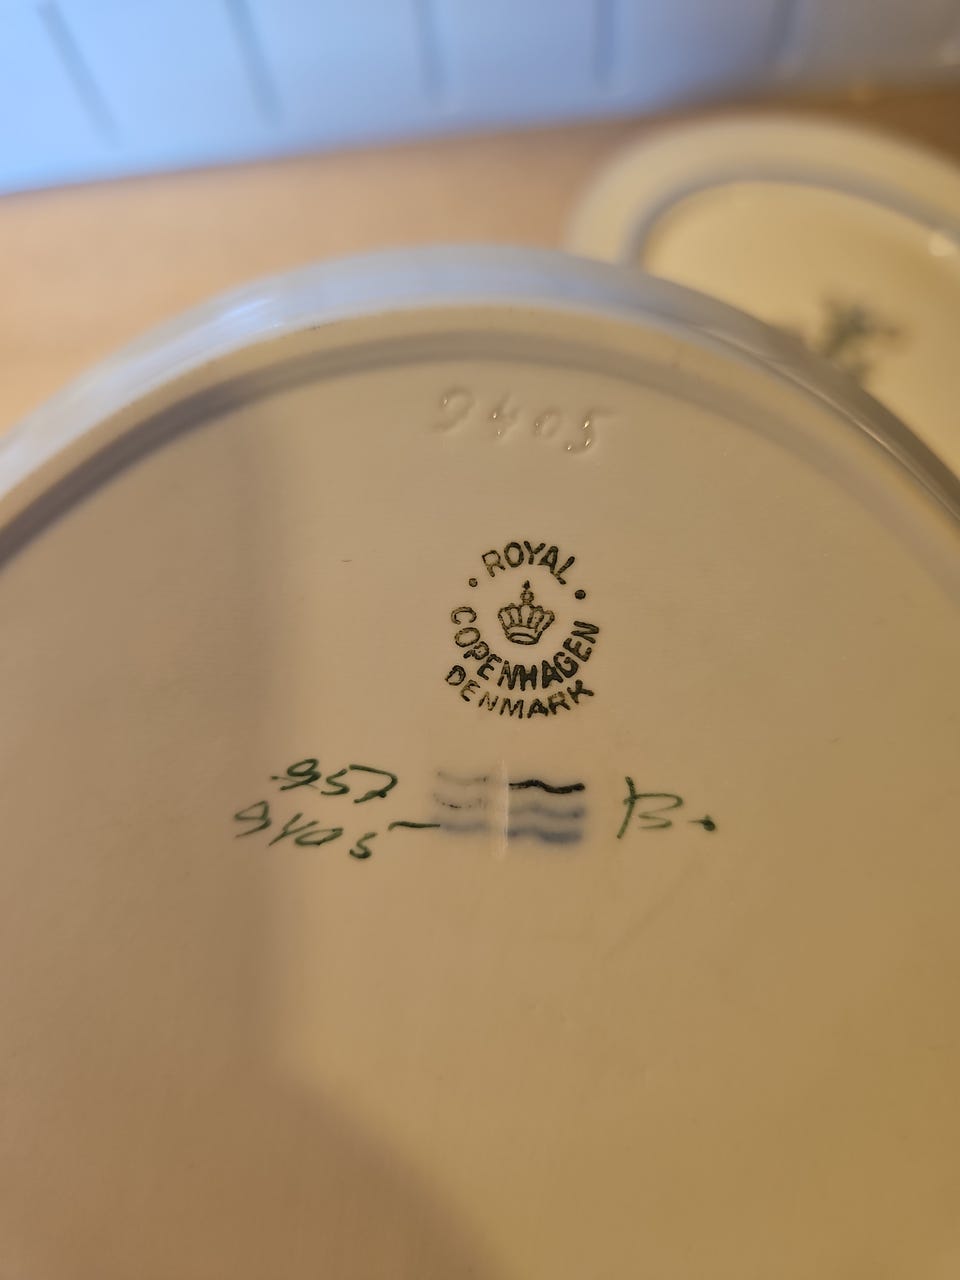 9405
ROYAL
COPENHAGEN
DENMARK
957
9405
B.